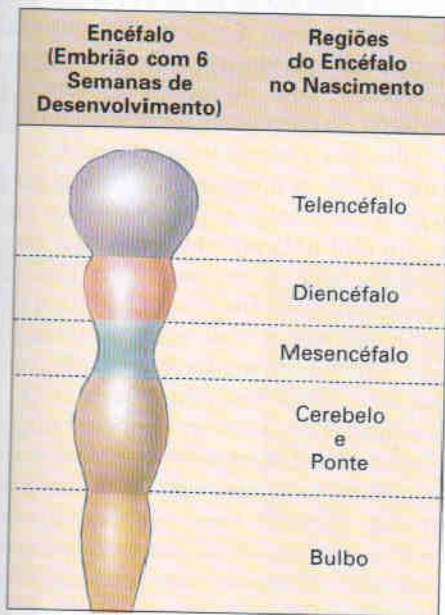 Encéfalo
(Embrião com 6
Semanas de
Desenvolvimento)
Regiões
do Encéfalo
no Nascimento
Telencéfalo
Diencéfalo
Mesencéfalo
Cerebelo
e
Ponte
Bulbo